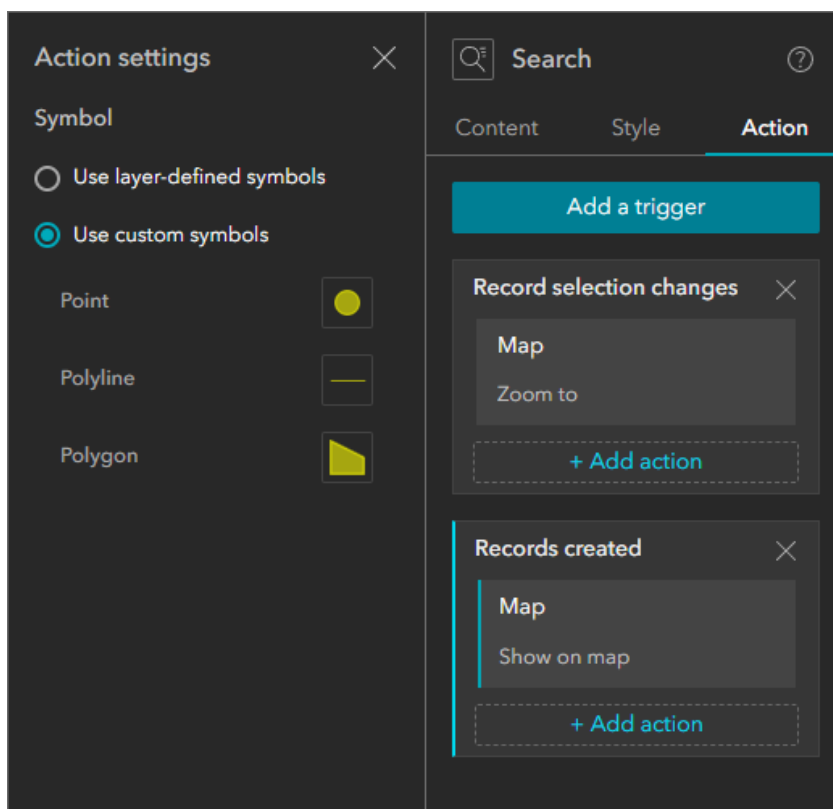 Action settings
Symbol
Use layer-defined symbols
Use custom symbols
Point
Polyline
Polygon
Search
Content Style Action
Add a trigger
Record selection changes
Map
Zoom to
+ Add action
Records created
Map
Show on map
+ Add action